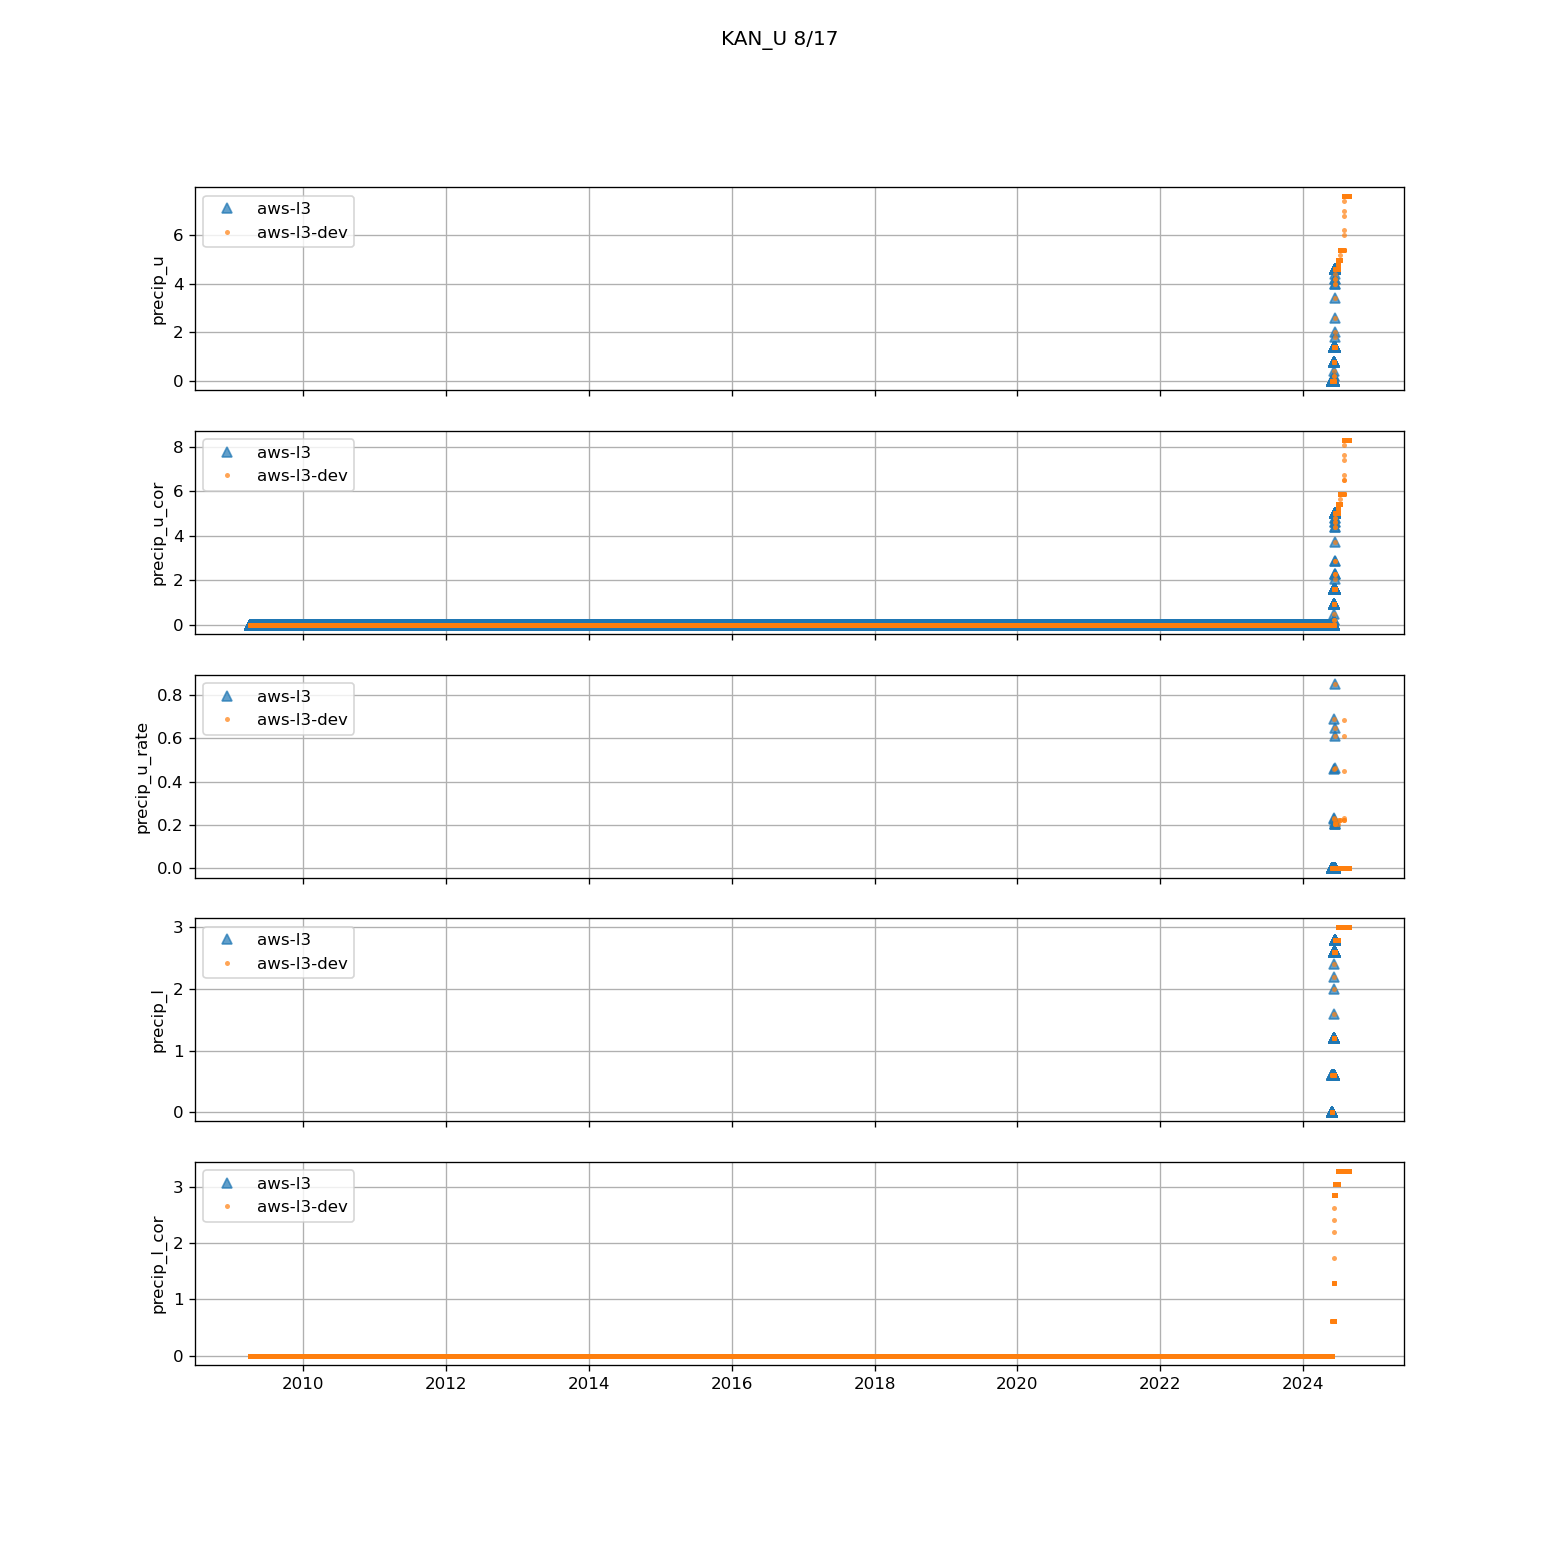 KAN_U 8/17
aws-l3
aws-l3-dev
precip_u
6
4
2
0
aws-l3
aws-l3-dev
precip_u_cor
8
6
4
2
0
aws-l3
aws-l3-dev
precip_u_rate
0.8
0.6
0.4
0.2
0.0
aws-l3
aws-l3-dev
precip_l
3
2
1
0
aws-l3
aws-l3-dev
precip_l_cor
3
2
1
0
2010 2012 2014 2016 2018 2020 2022 2024